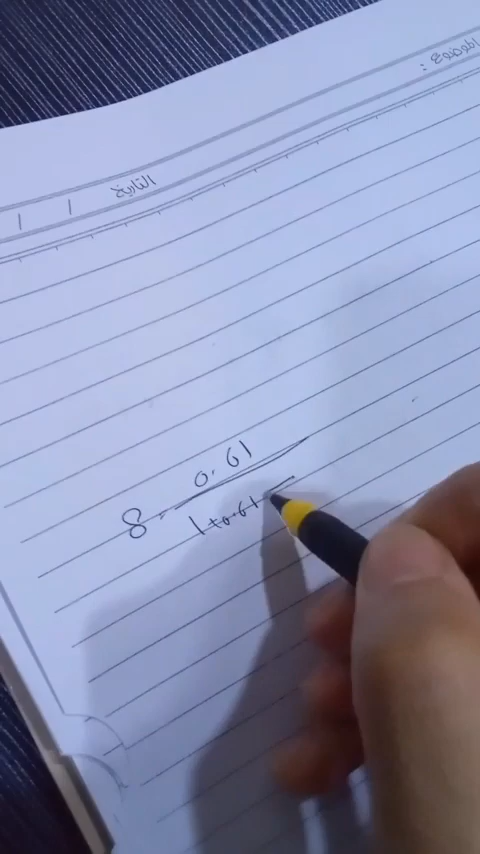 الموضوع :
التاريخ / /
0.61
8 -
1+0.61 -